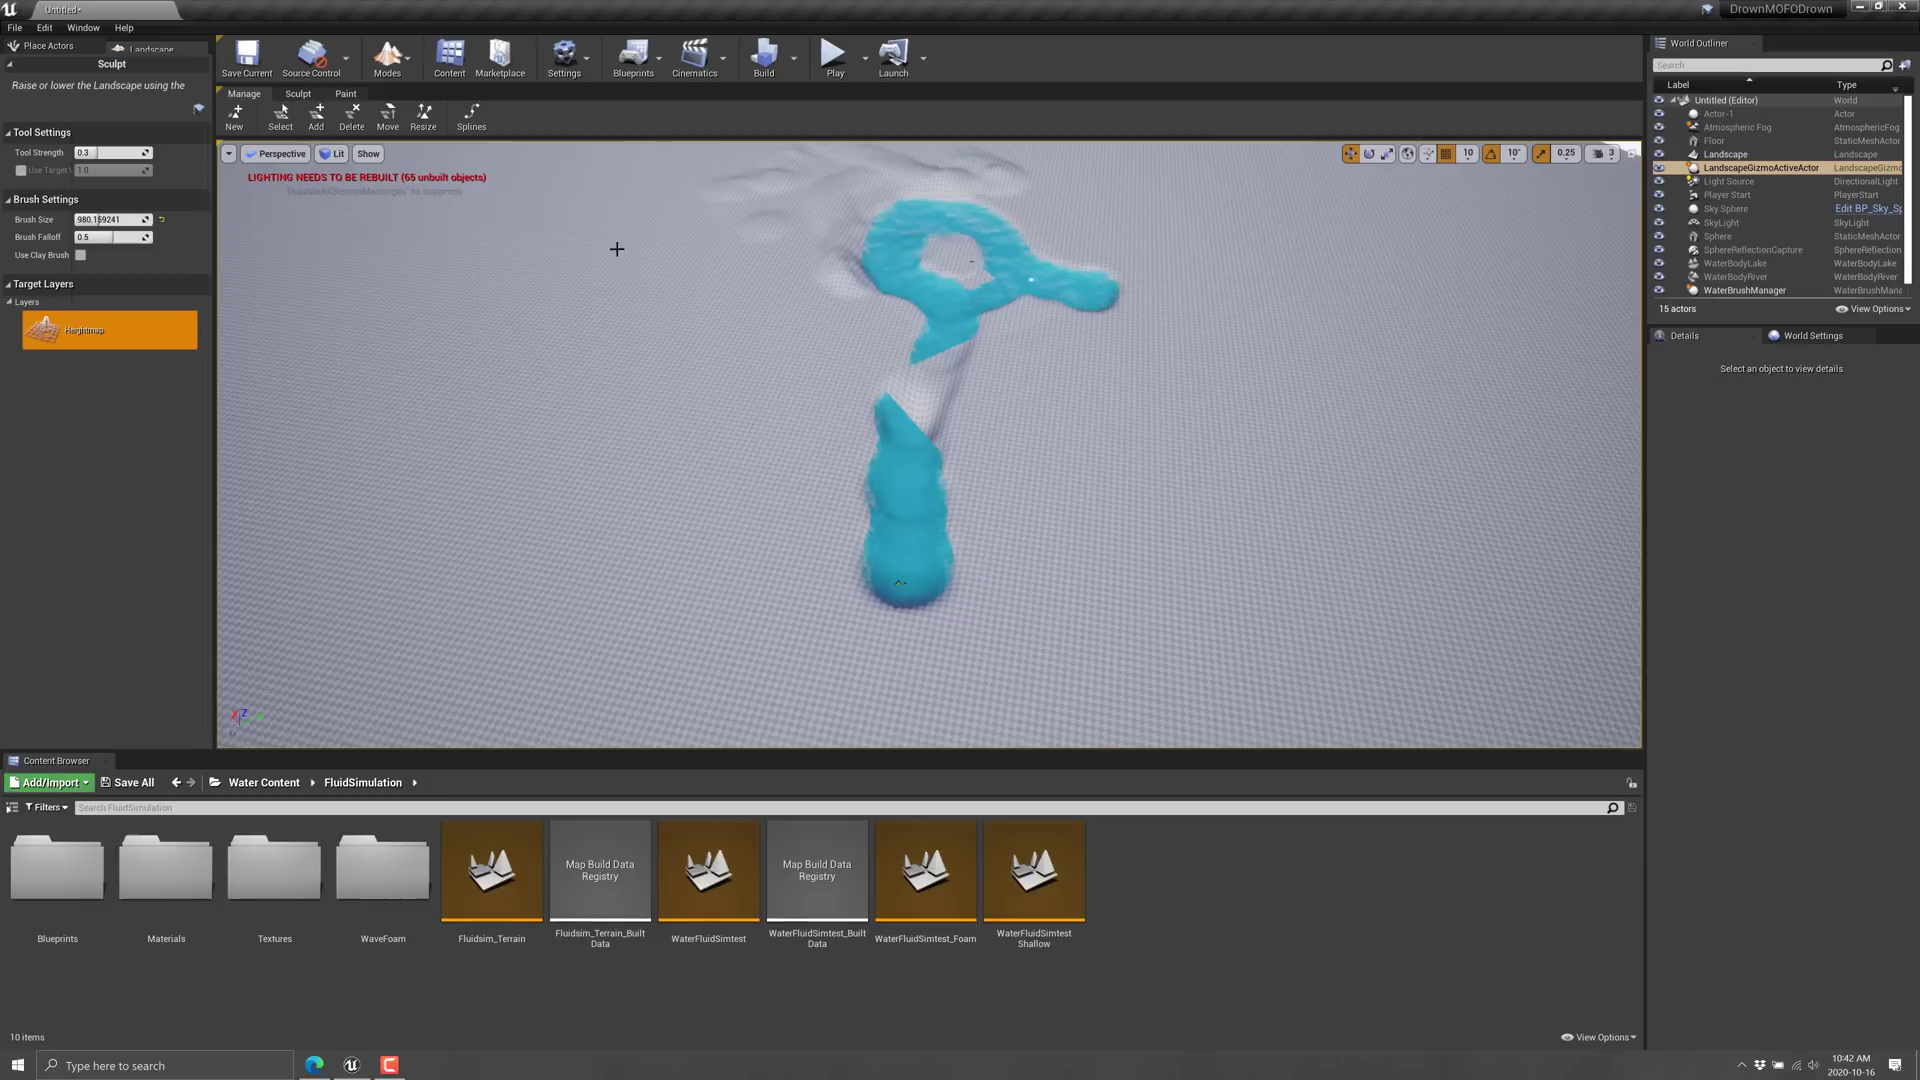 Untitled*
DrownMOFODrown
File Edit Window Help
Place Actors
Landscape
Sculpt
Raise or lower the Landscape using the
Tool Settings
Tool Strength 0.3
Use Target 1.0
Brush Settings
Brush Size 980.159241
Brush Falloff 0.5
Use Clay Brush
Target Layers
Layers
Heightmap
Save Current
Source Control
Modes
Content
Marketplace
Settings
Blueprints
Cinematics
Build
Play
Launch
Manage Sculpt Paint
New Select Add Delete Move Resize Splines
Perspective Lit Show
10 10° 0.25 3
LIGHTING NEEDS TO BE REBUILT (65 unbuilt objects)
'DisableAllScreenMessages' to suppress
X Z
World Outliner
Search
Label Type
Untitled (Editor) World
Actor-1 Actor
Atmospheric Fog AtmosphericFog
Floor StaticMeshActor
Landscape Landscape
LandscapeGizmoActiveActor LandscapeGizmo
Light Source DirectionalLight
Player Start PlayerStart
Sky Sphere Edit BP_Sky_Sp
SkyLight SkyLight
Sphere StaticMeshActor
SphereReflectionCapture SphereReflection
WaterBodyLake WaterBodyLake
WaterBodyRiver WaterBodyRiver
WaterBrushManager WaterBrushMana
15 actors
View Options
Details
World Settings
Select an object to view details.
Content Browser
Add/Import
Save All
Water Content
FluidSimulation
Filters
Search FluidSimulation
Map Build Data
Registry
Map Build Data
Registry
Blueprints
Materials
Textures
WaveFoam
Fluidsim_Terrain
Fluidsim_Terrain_Built
Data
WaterFluidSimtest
WaterFluidSimtest_Built
Data
WaterFluidSimtest_Foam
WaterFluidSimtest
Shallow
10 items
View Options
Type here to search
10:42 AM
2020-10-16